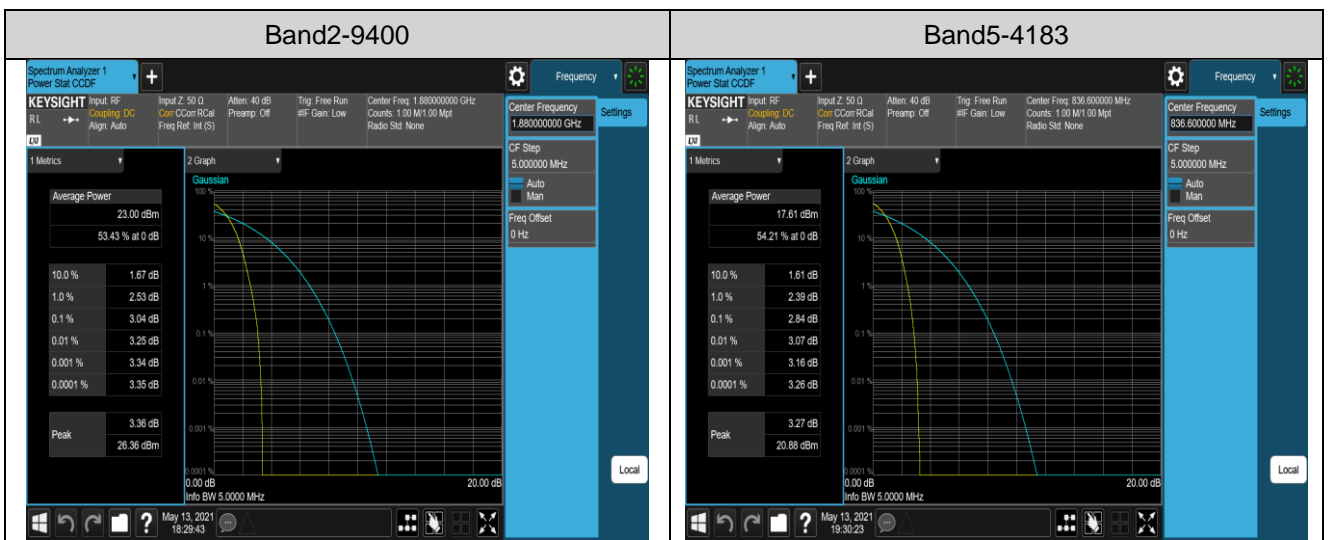 Band2-9400
Spectrum Analyzer 1
Power Stat CCDF
Frequency
KEYSIGHT
RL
LXI
Input: RF
Coupling: DC
Align: Auto
Input Z: 50 Ω
Corr CCorr RCal
Freq Ref: Int (S)
Atten: 40 dB
Preamp: Off
Trig: Free Run
#IF Gain: Low
Center Freq: 1.880000000 GHz
Counts: 1.00 M/1.00 Mpt
Radio Std: None
Center Frequency
1.880000000 GHz
Settings
CF Step
5.000000 MHz
Auto
Man
Freq Offset
0 Hz
1 Metrics
Average Power
23.00 dBm
53.43 % at 0 dB
10.0 % 1.67 dB
1.0 % 2.53 dB
0.1 % 3.04 dB
0.01 % 3.25 dB
0.001 % 3.34 dB
0.0001 % 3.35 dB
Peak
3.36 dB
26.36 dBm
2 Graph
Gaussian
100 %
10 %
1 %
0.1 %
0.01 %
0.001 %
0.0001 %
0.00 dB 20.00 dB
Info BW 5.0000 MHz
Local
?
May 13, 2021
18:29:43
Band5-4183
Spectrum Analyzer 1
Power Stat CCDF
Frequency
KEYSIGHT
RL
LXI
Input: RF
Coupling: DC
Align: Auto
Input Z: 50 Ω
Corr CCorr RCal
Freq Ref: Int (S)
Atten: 40 dB
Preamp: Off
Trig: Free Run
#IF Gain: Low
Center Freq: 836.600000 MHz
Counts: 1.00 M/1.00 Mpt
Radio Std: None
Center Frequency
836.600000 MHz
Settings
CF Step
5.000000 MHz
Auto
Man
Freq Offset
0 Hz
1 Metrics
Average Power
17.61 dBm
54.21 % at 0 dB
10.0 % 1.61 dB
1.0 % 2.39 dB
0.1 % 2.84 dB
0.01 % 3.07 dB
0.001 % 3.16 dB
0.0001 % 3.26 dB
Peak
3.27 dB
20.88 dBm
2 Graph
Gaussian
100 %
10 %
1 %
0.1 %
0.01 %
0.001 %
0.0001 %
0.00 dB 20.00 dB
Info BW 5.0000 MHz
Local
?
May 13, 2021
19:30:23